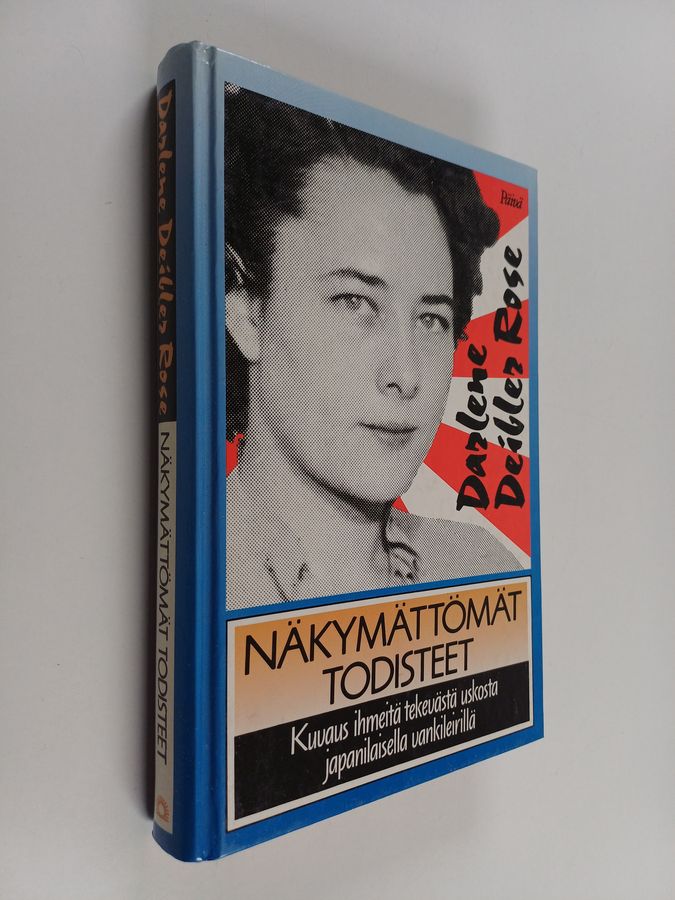 Darlene Deibler Rose NÄKYMÄTTÖMÄT TODISTEET
Päivä
Darlene
Deibler Rose
NÄKYMÄTTÖMÄT
TODISTEET
Kuvaus ihmeitä tekevästä uskosta
japanilaisella vankileirillä